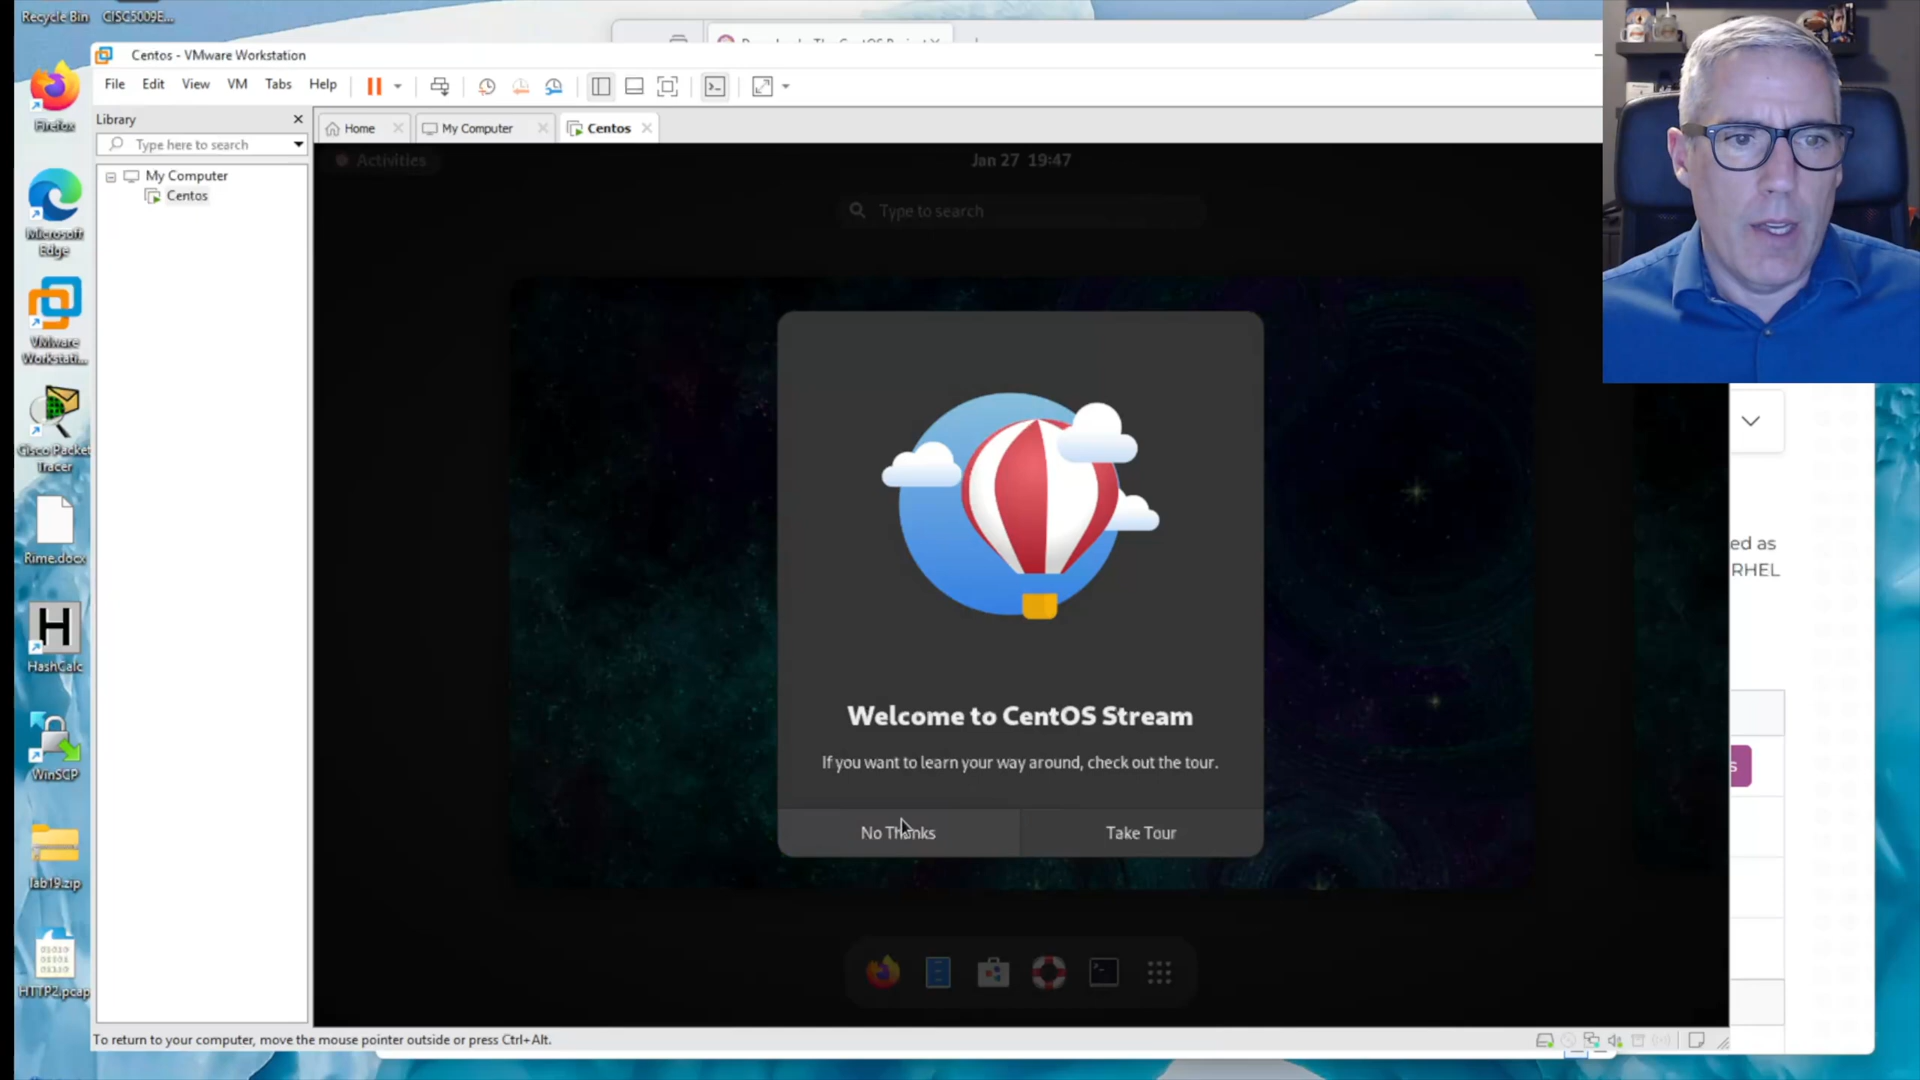 Recycle Bin
CISC5009E...
Centos - VMware Workstation
File Edit View VM Tabs Help
Library
Type here to search
My Computer
Centos
Home
My Computer
Centos
Activities
Jan 27 19:47
Type to search
Welcome to CentOS Stream
If you want to learn your way around, check out the tour.
No Thanks
Take Tour
Firefox
Microsoft
Edge
VMware
Workstati...
Cisco Packet
Tracer
Rime.docx
H
HashCalc
WinSCP
lab19.zip
HTTP2.pcap
ed as
RHEL
s
To return to your computer, move the mouse pointer outside or press Ctrl+Alt.